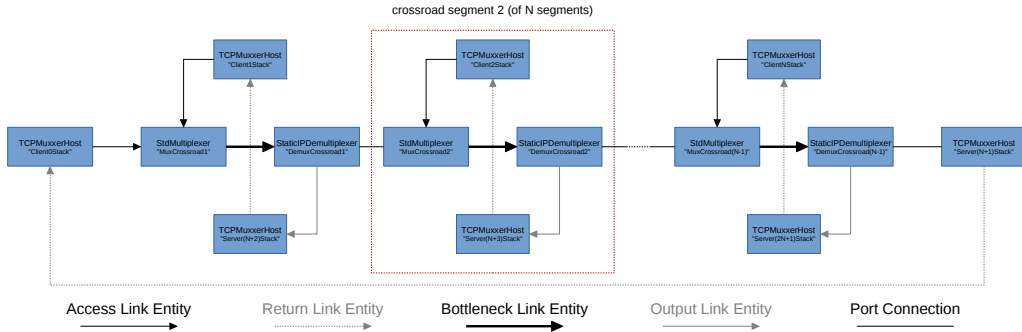 crossroad segment 2 (of N segments)
TCPMuxxerHost
"Client1Stack"
TCPMuxxerHost
"Client2Stack"
TCPMuxxerHost
"ClientNStack"
TCPMuxxerHost
"Client0Stack"
StdMultiplexer
"MuxCrossroad1"
StaticIPDemultiplexer
"DemuxCrossroad1"
StdMultiplexer
"MuxCrossroad2"
StaticIPDemultiplexer
"DemuxCrossroad2"
StdMultiplexer
"MuxCrossroad(N-1)"
StaticIPDemultiplexer
"DemuxCrossroad(N-1)"
TCPMuxxerHost
"Server(N+1)Stack"
TCPMuxxerHost
"Server(N+2)Stack"
TCPMuxxerHost
"Server(N+3)Stack"
TCPMuxxerHost
"Server(2N+1)Stack"
Access Link Entity
Return Link Entity
Bottleneck Link Entity
Output Link Entity
Port Connection